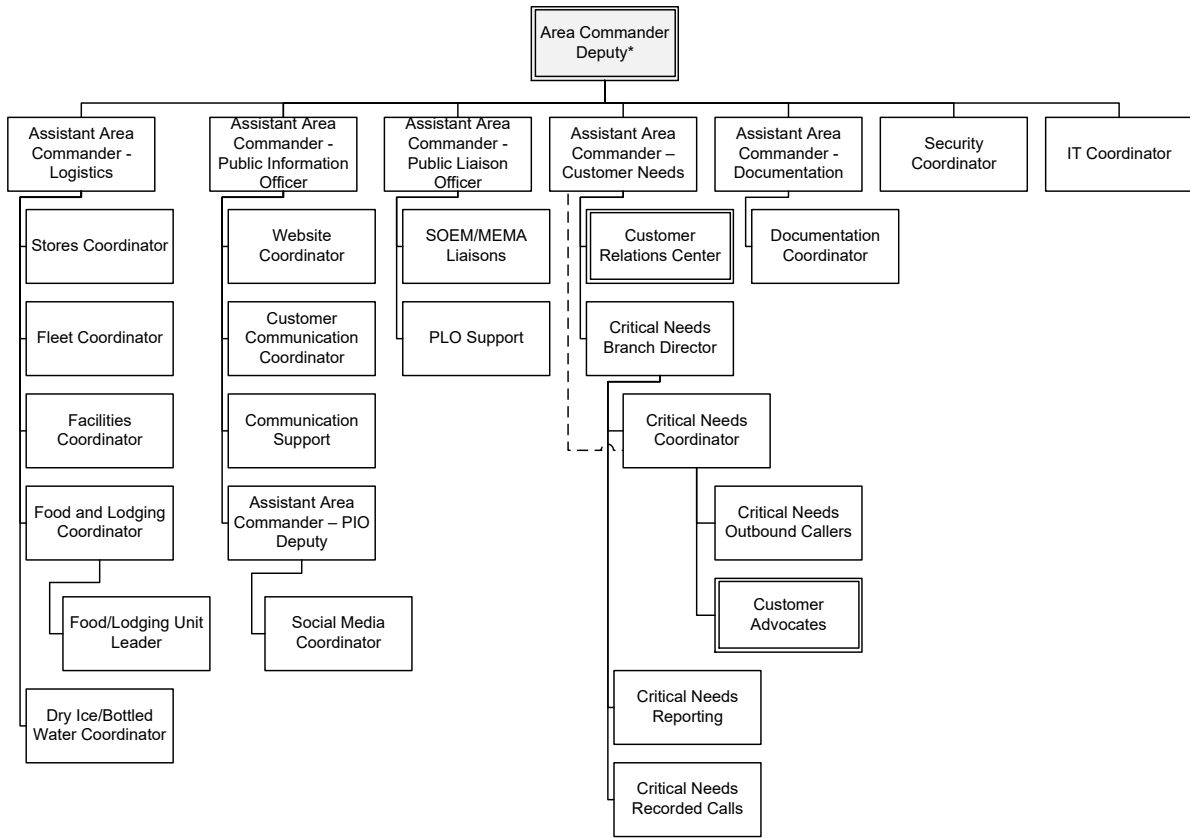 Area Commander
Deputy*
Assistant Area
Commander -
Logistics
Assistant Area
Commander -
Public Information
Officer
Assistant Area
Commander -
Public Liaison
Officer
Assistant Area
Commander –
Customer Needs
Assistant Area
Commander -
Documentation
Security
Coordinator
IT Coordinator
Stores Coordinator
Website
Coordinator
SOEM/MEMA
Liaisons
Customer
Relations Center
Documentation
Coordinator
Fleet Coordinator
Customer
Communication
Coordinator
PLO Support
Critical Needs
Branch Director
Facilities
Coordinator
Communication
Support
Critical Needs
Coordinator
Food and Lodging
Coordinator
Assistant Area
Commander – PIO
Deputy
Critical Needs
Outbound Callers
Food/Lodging Unit
Leader
Social Media
Coordinator
Customer
Advocates
Dry Ice/Bottled
Water Coordinator
Critical Needs
Reporting
Critical Needs
Recorded Calls